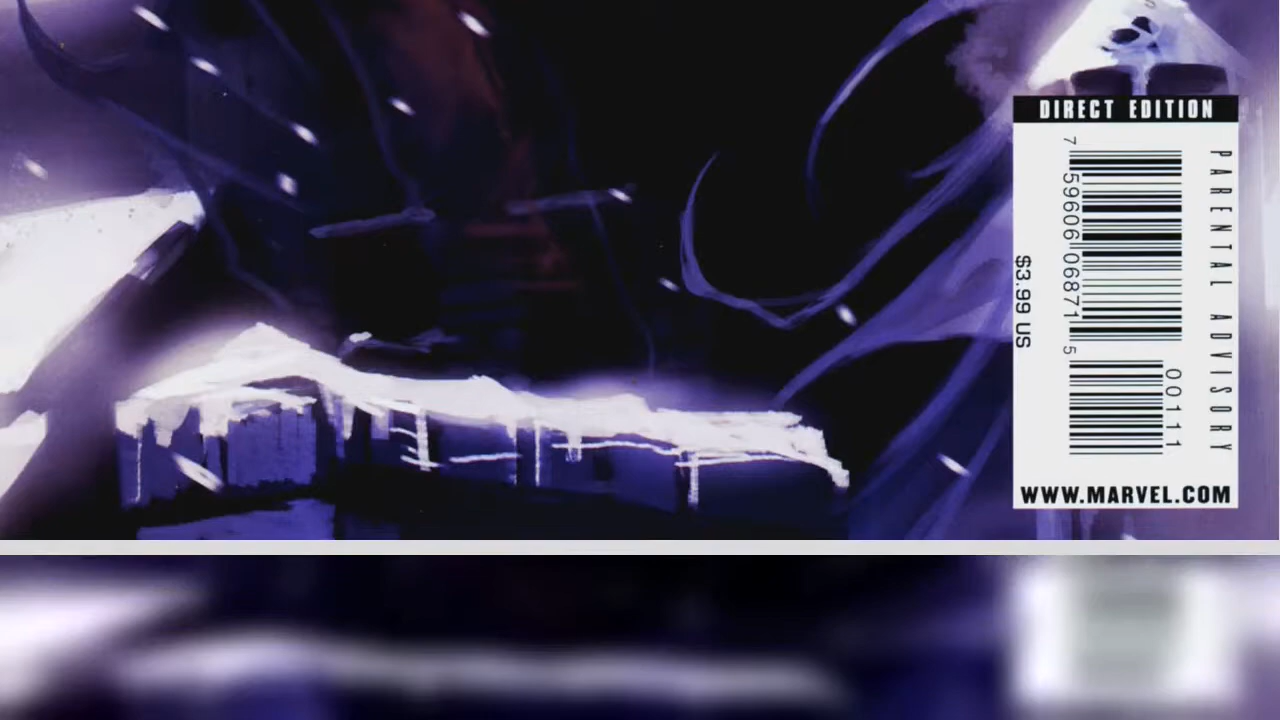 DIRECT EDITION
PARENTAL ADVISORY
7 59606 06871 5
00111
$3.99 US
WWW.MARVEL.COM